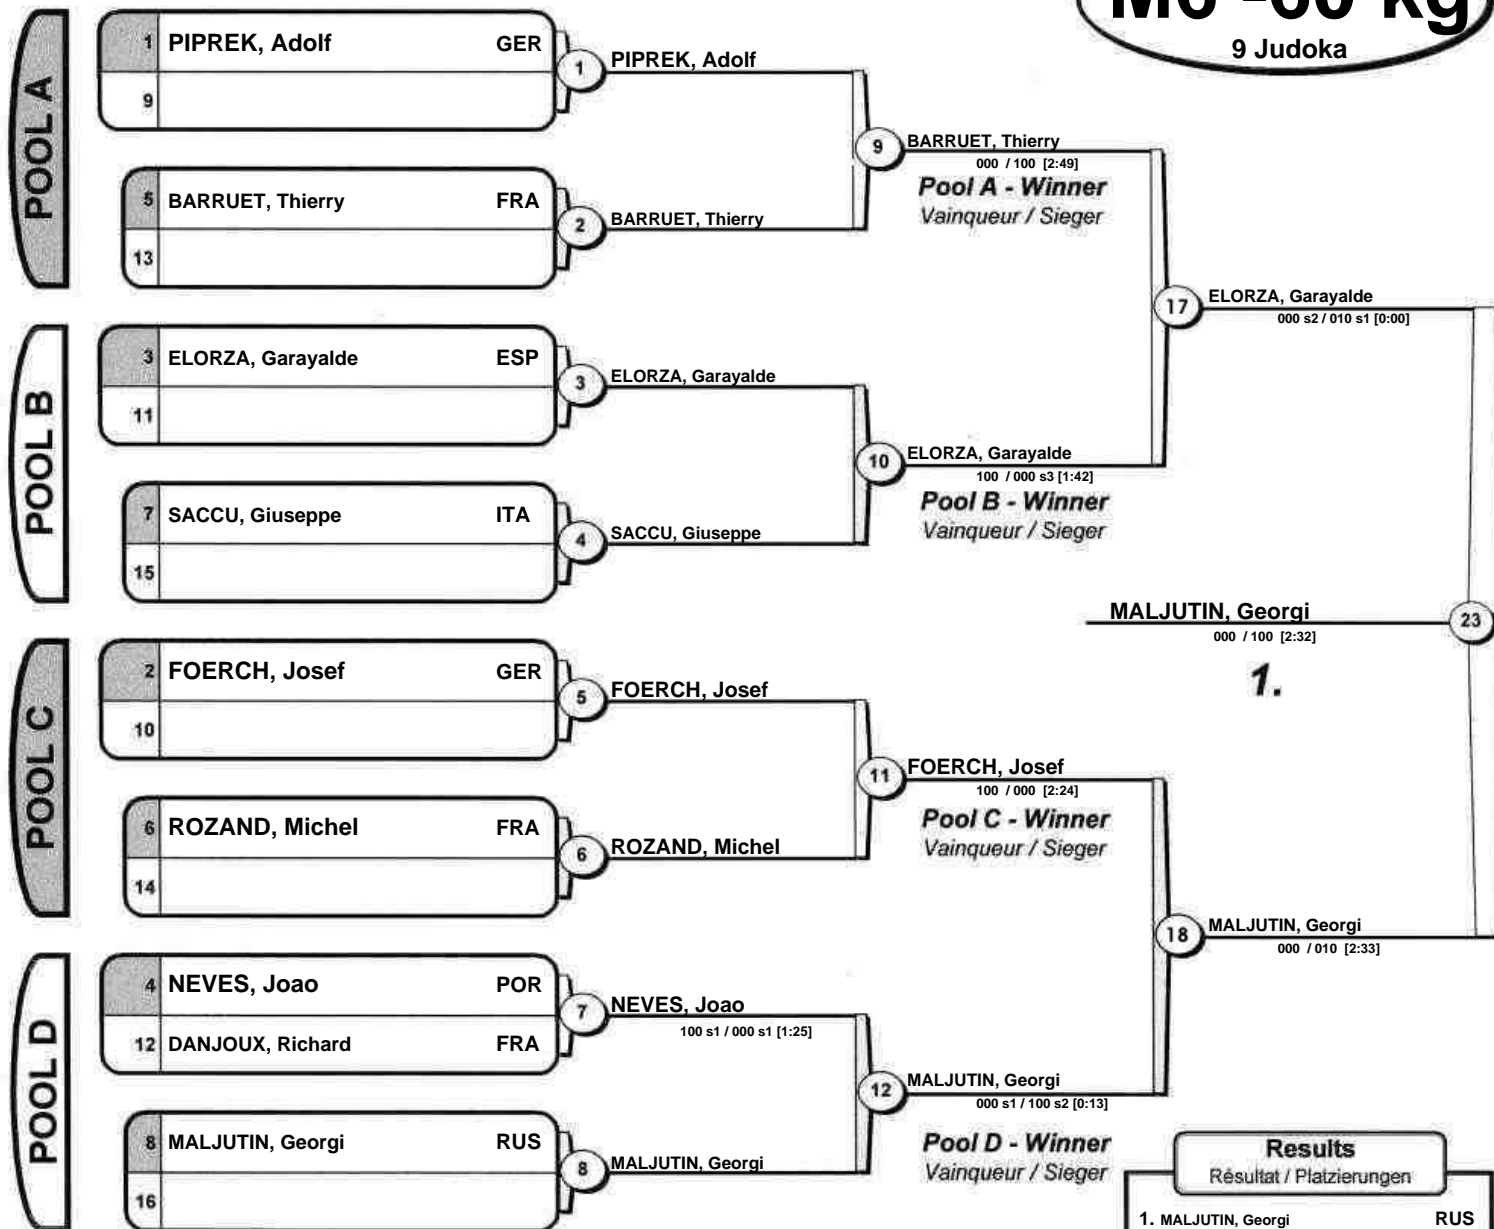 M6 -60 kg
9 Judoka
POOL A
1 PIPREK, Adolf GER
9
1 PIPREK, Adolf
5 BARRUET, Thierry FRA
13
2 BARRUET, Thierry
9 BARRUET, Thierry
000 / 100 [2:49]
Pool A - Winner
Vainqueur / Sieger
POOL B
3 ELORZA, Garayalde ESP
11
3 ELORZA, Garayalde
7 SACCU, Giuseppe ITA
15
4 SACCU, Giuseppe
10 ELORZA, Garayalde
100 / 000 s3 [1:42]
Pool B - Winner
Vainqueur / Sieger
17 ELORZA, Garayalde
000 s2 / 010 s1 [0:00]
MALJUTIN, Georgi 23
000 / 100 [2:32]
1.
POOL C
2 FOERCH, Josef GER
10
5 FOERCH, Josef
6 ROZAND, Michel FRA
14
6 ROZAND, Michel
11 FOERCH, Josef
100 / 000 [2:24]
Pool C - Winner
Vainqueur / Sieger
18 MALJUTIN, Georgi
000 / 010 [2:33]
POOL D
4 NEVES, Joao POR
12 DANJOUX, Richard FRA
7 NEVES, Joao
100 s1 / 000 s1 [1:25]
8 MALJUTIN, Georgi RUS
16
8 MALJUTIN, Georgi
12 MALJUTIN, Georgi
000 s1 / 100 s2 [0:13]
Pool D - Winner
Vainqueur / Sieger
Results
Résultat / Platzierungen
1. MALJUTIN, Georgi RUS